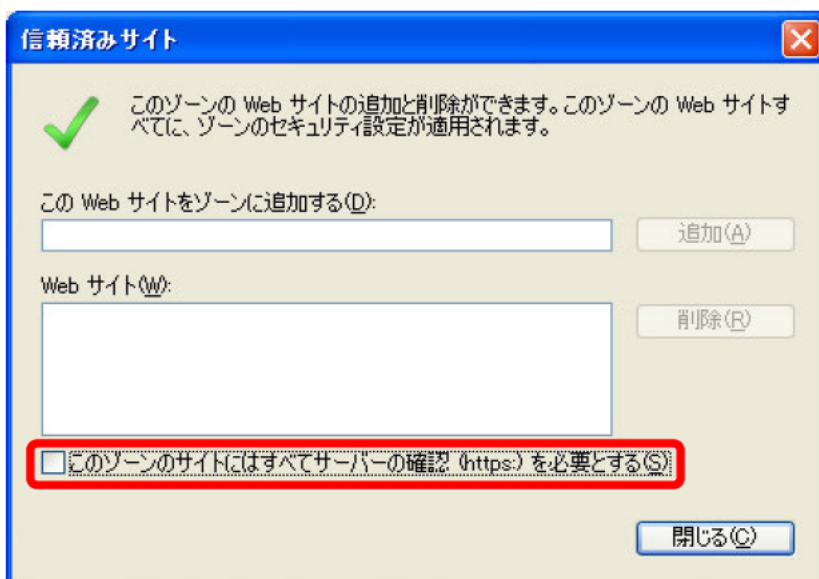 信頼済みサイト
このゾーンの Web サイトの追加と削除ができます。このゾーンの Web サイトす
べてに、ゾーンのセキュリティ設定が適用されます。
この Web サイトをゾーンに追加する(D):
追加(A)
Web サイト(W):
削除(R)
このゾーンのサイトにはすべてサーバーの確認 (https:) を必要とする(S)
閉じる(C)